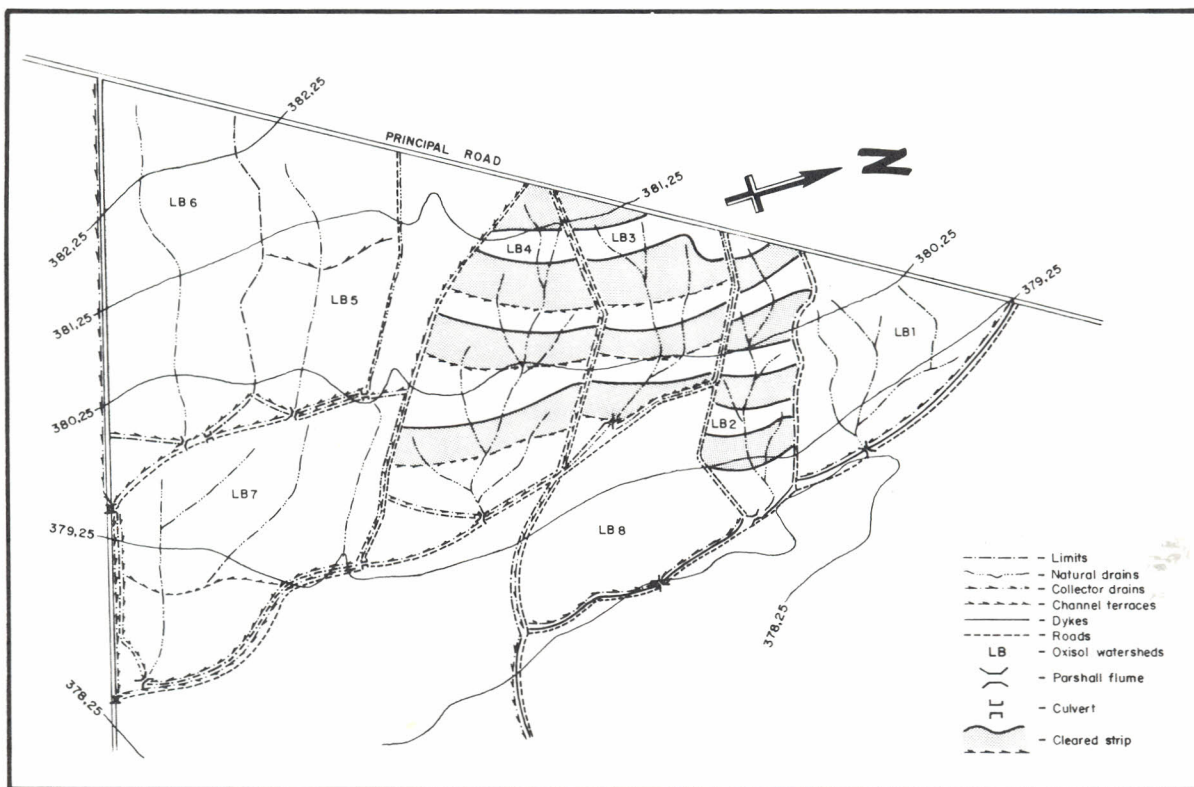 PRINCIPAL ROAD
N
382,25
382,25
381,25
381,25
380,25
380,25
379,25
379,25
378,25
378,25
LB6
LB5
LB4
LB3
LB1
LB2
LB7
LB8
- Limits
- Natural drains
- Collector drains
- Channel terraces
- Dykes
- Roads
LB - Oxisol watersheds
- Parshall flume
- Culvert
- Cleared strip